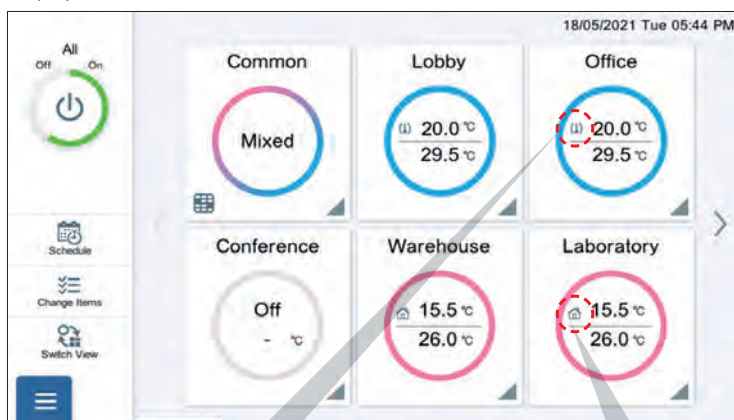 18/05/2021 Tue 05:44 PM
All
Off On
Common
Mixed
Lobby
20.0 ℃
29.5 ℃
Office
20.0 ℃
29.5 ℃
Schedule
Change Items
Switch View
Conference
Off
- ℃
Warehouse
15.5 ℃
26.0 ℃
Laboratory
15.5 ℃
26.0 ℃